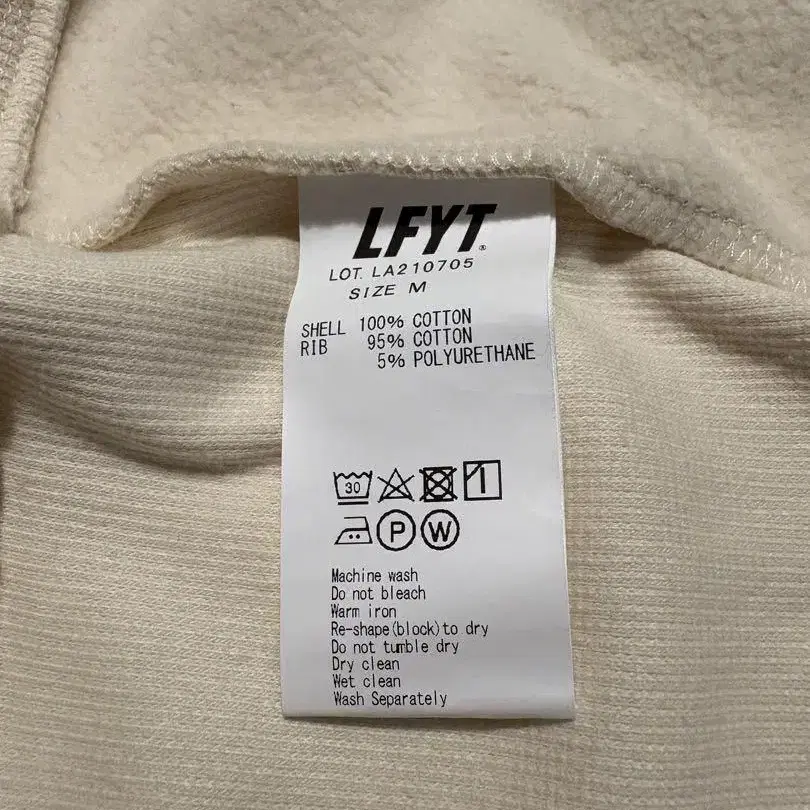 LFYT®
LOT. LA210705
SIZE M
SHELL 100% COTTON
RIB 95% COTTON
5% POLYURETHANE
30
P W
Machine wash
Do not bleach
Warm iron
Re-shape(block)to dry
Do not tumble dry
Dry clean
Wet clean
Wash Separately